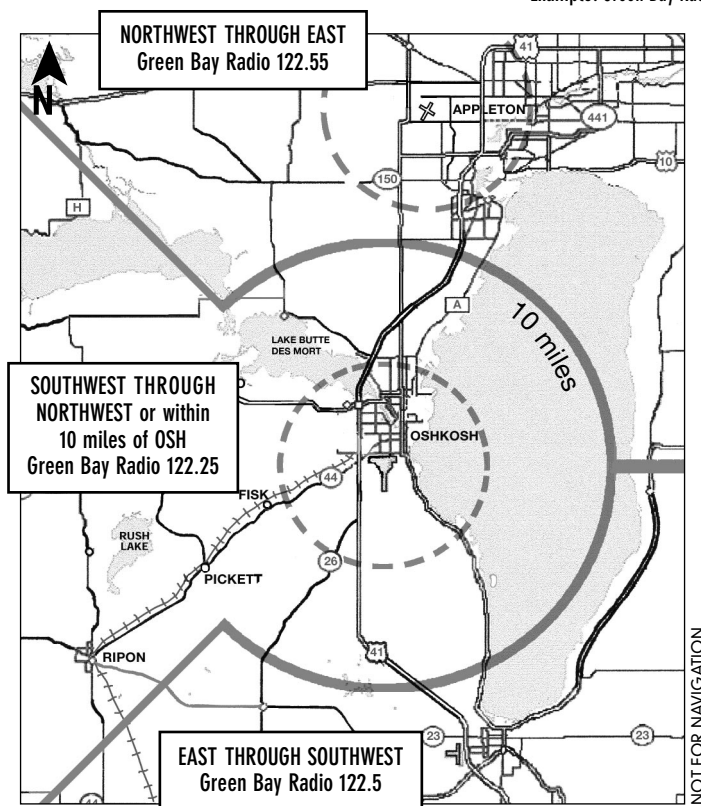 NORTHWEST THROUGH EAST
Green Bay Radio 122.55
N
41
APPLETON
441
10
150
H
A
10 miles
LAKE BUTTE
DES MORT
SOUTHWEST THROUGH
NORTHWEST or within
10 miles of OSH
Green Bay Radio 122.25
OSHKOSH
44
FISK
RUSH
LAKE
26
PICKETT
RIPON
41
EAST THROUGH SOUTHWEST
Green Bay Radio 122.5
23
23
44
NOT FOR NAVIGATION